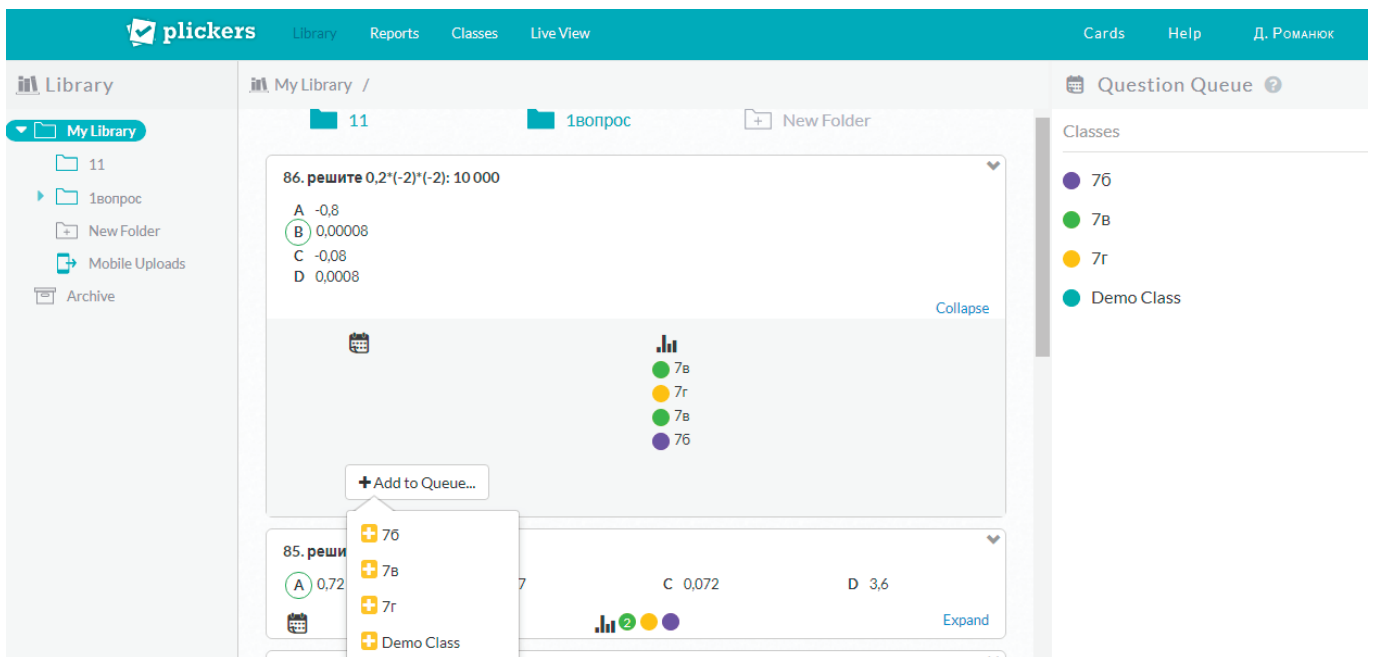 plickers Library Reports Classes Live View Cards Help Д. Романюк
Library
My Library
11
1вопрос
New Folder
Mobile Uploads
Archive
My Library /
11 1вопрос New Folder
86. решите 0,2*(-2)*(-2): 10 000
A -0,8
B 0,00008
C -0,08
D 0,0008
Collapse
7в
7г
7в
7б
+Add to Queue...
7б
7в
7г
Demo Class
85. реши
A 0,72 7 C 0,072 D 3,6
2 Expand
Question Queue ?
Classes
7б
7в
7г
Demo Class